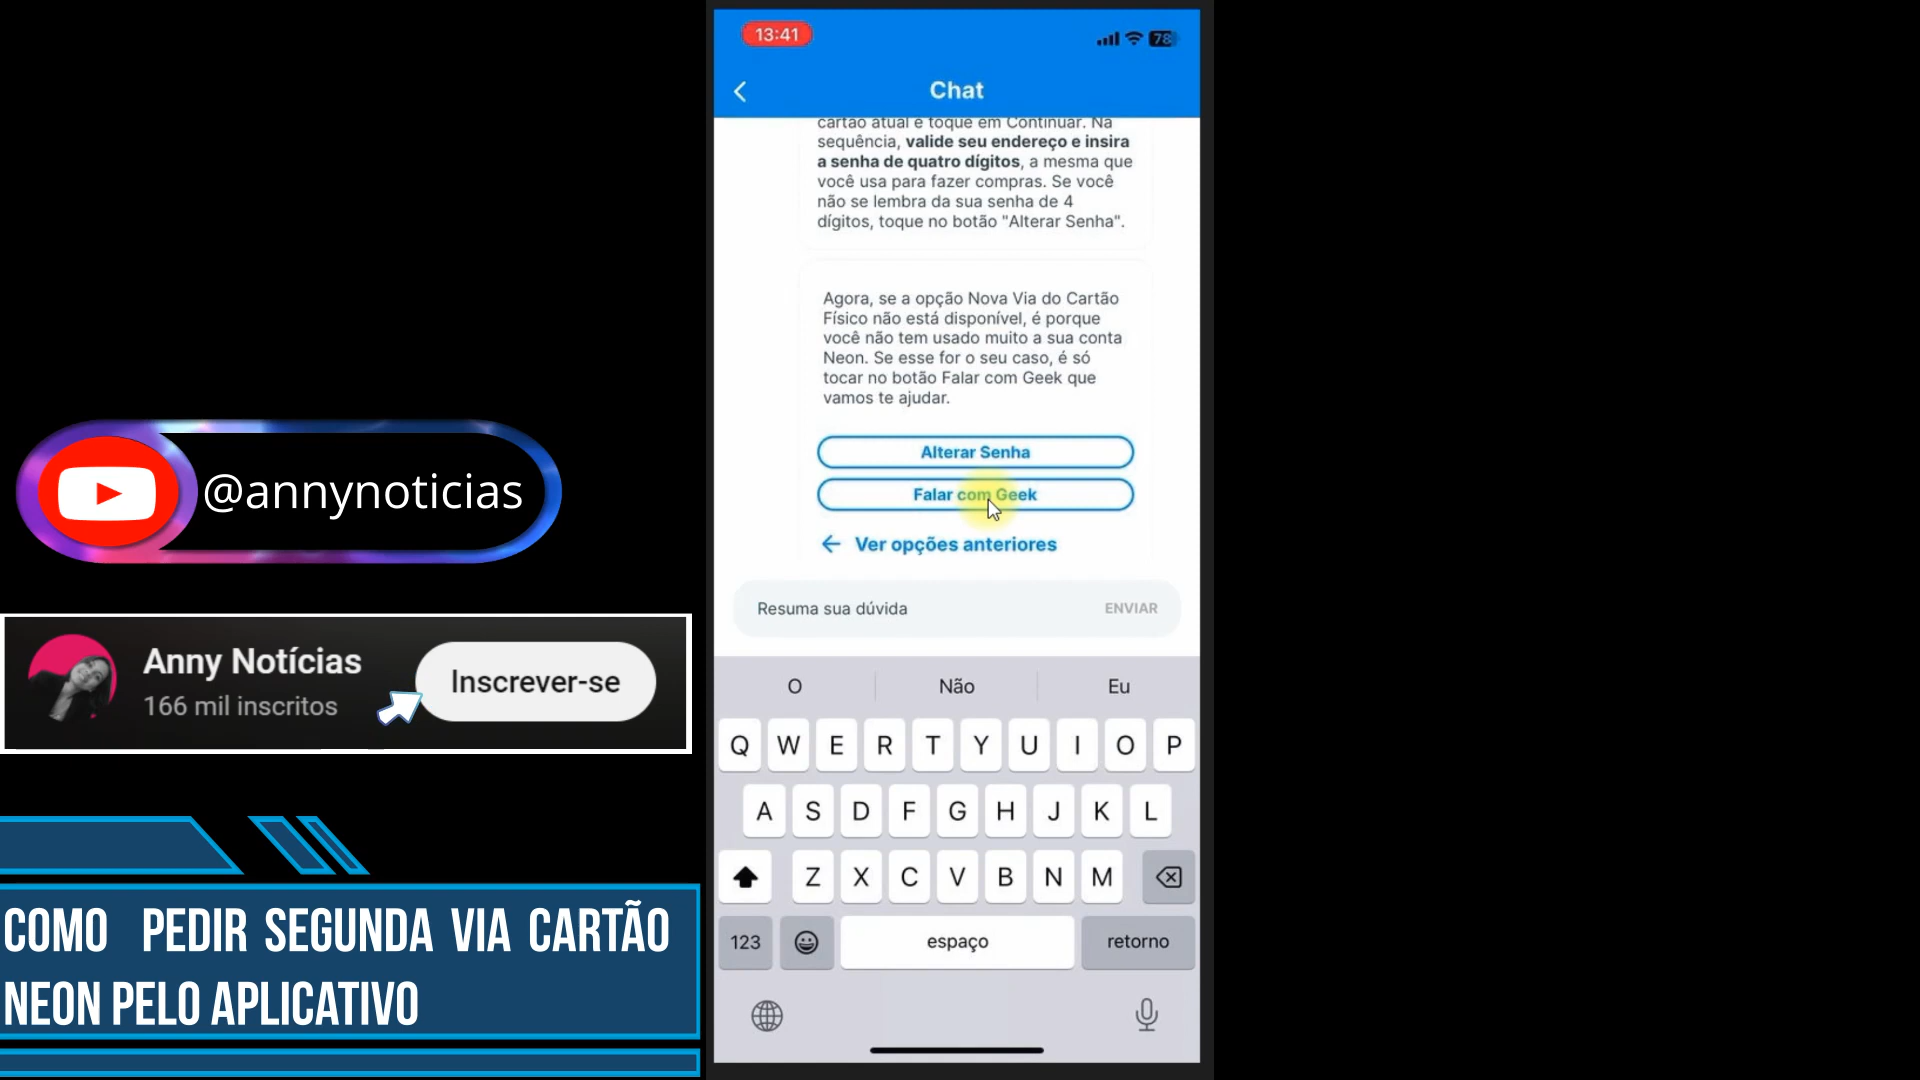 @annynoticias
Anny Notícias
166 mil inscritos
Inscrever-se
COMO PEDIR SEGUNDA VIA CARTÃO
NEON PELO APLICATIVO
13:41
78
Chat
cartão atual e toque em Continuar. Na
sequência, valide seu endereço e insira
a senha de quatro dígitos, a mesma que
você usa para fazer compras. Se você
não se lembra da sua senha de 4
dígitos, toque no botão "Alterar Senha".
Agora, se a opção Nova Via do Cartão
Físico não está disponível, é porque
você não tem usado muito a sua conta
Neon. Se esse for o seu caso, é só
tocar no botão Falar com Geek que
vamos te ajudar.
Alterar Senha
Falar com Geek
Ver opções anteriores
Resuma sua dúvida ENVIAR
O Não Eu
Q W E R T Y U I O P
A S D F G H J K L
Z X C V B N M
123 espaço retorno